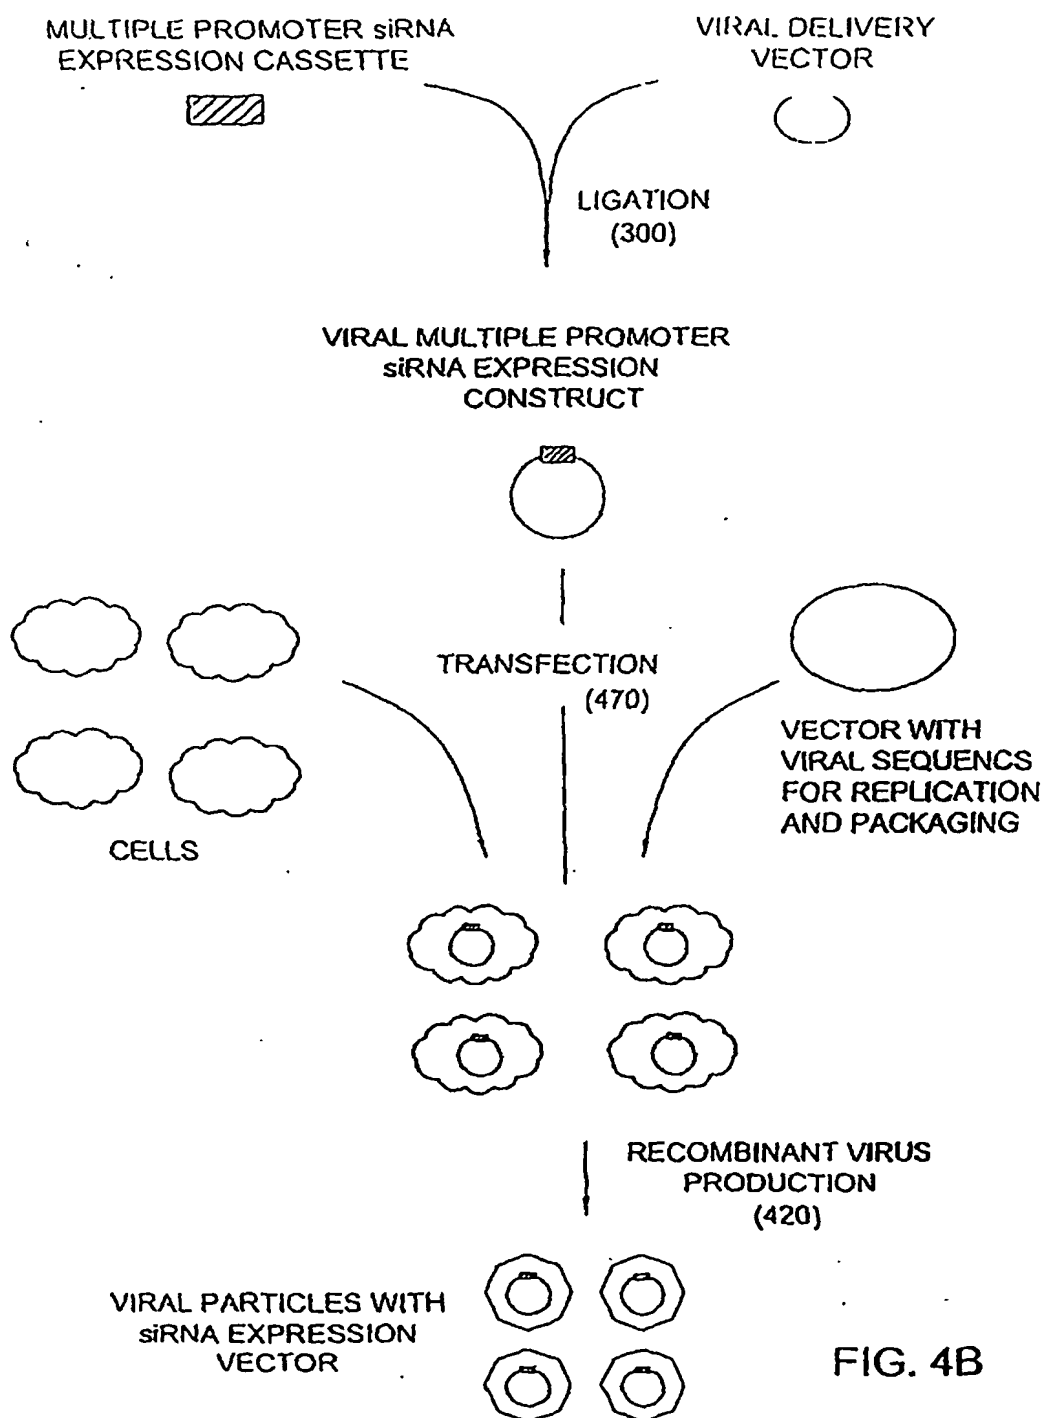 MULTIPLE PROMOTER siRNA
EXPRESSION CASSETTE
VIRAL DELIVERY
VECTOR
LIGATION
(300)
VIRAL MULTIPLE PROMOTER
siRNA EXPRESSION
CONSTRUCT
TRANSFECTION
(470)
CELLS
VECTOR WITH
VIRAL SEQUENCS
FOR REPLICATION
AND PACKAGING
RECOMBINANT VIRUS
PRODUCTION
(420)
VIRAL PARTICLES WITH
siRNA EXPRESSION
VECTOR
FIG. 4B